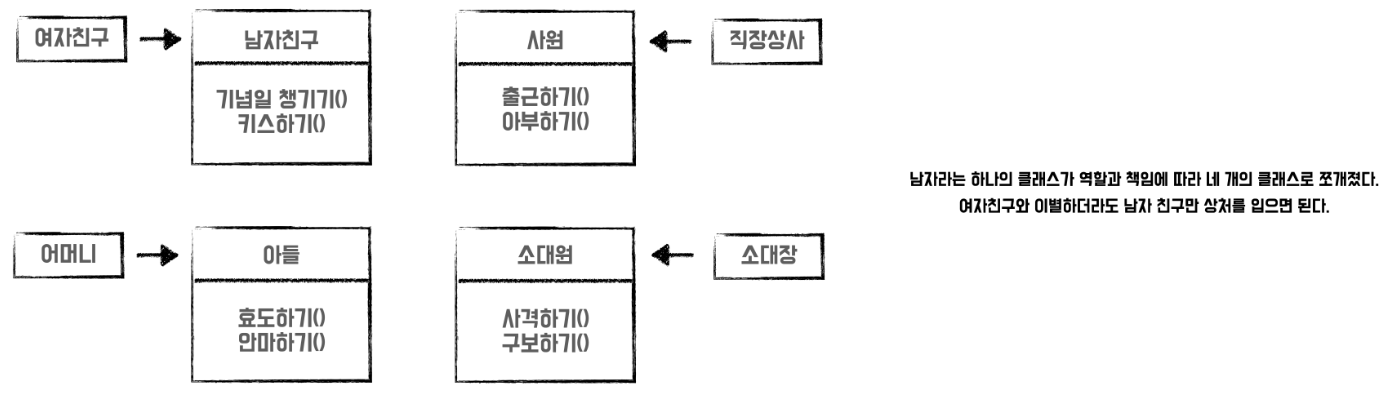 여자친구
남자친구
기념일 챙기기()
키스하기()
사원
출근하기()
아부하기()
직장상사
어머니
아들
효도하기()
안마하기()
소대원
사격하기()
구보하기()
소대장
남자라는 하나의 클래스가 역할과 책임에 따라 네 개의 클래스로 쪼개졌다.
여자친구와 이별하더라도 남자 친구만 상처를 입으면 된다.